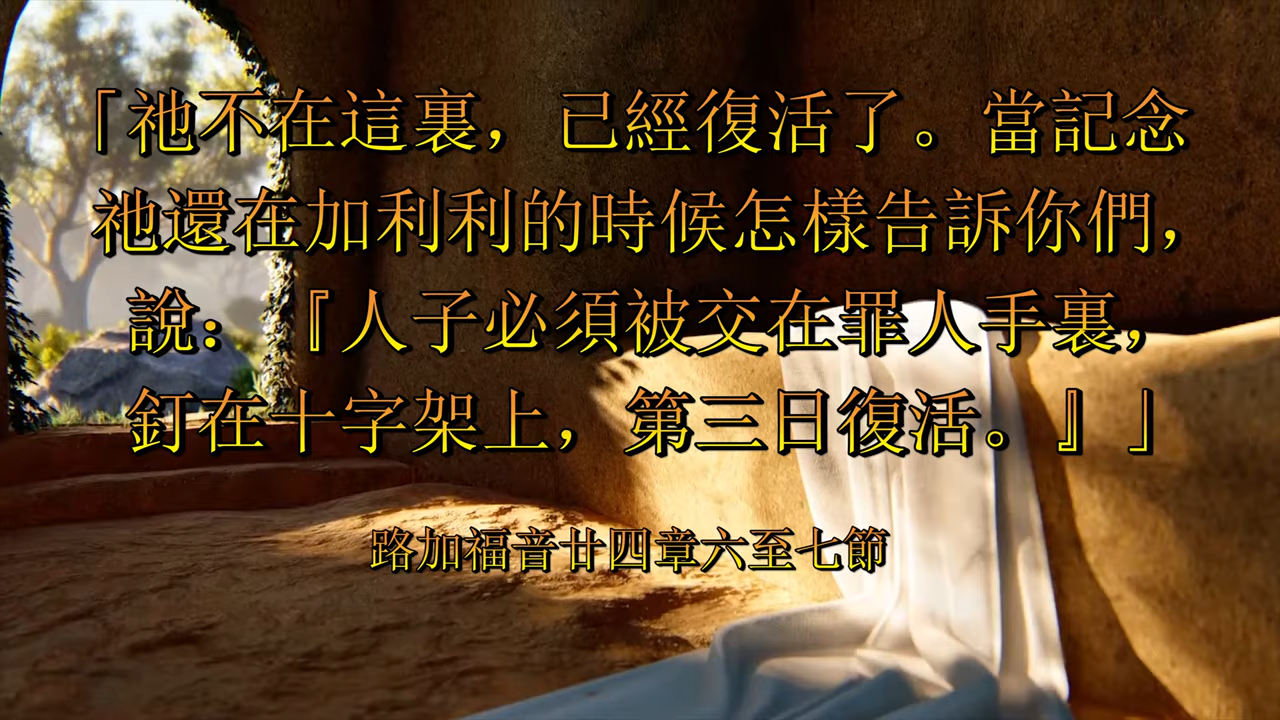 「祂不在這裏，已經復活了。當記念
祂還在加利利的時候怎樣告訴你們，
說：『人子必須被交在罪人手裏，
釘在十字架上，第三日復活。』」
路加福音廿四章六至七節